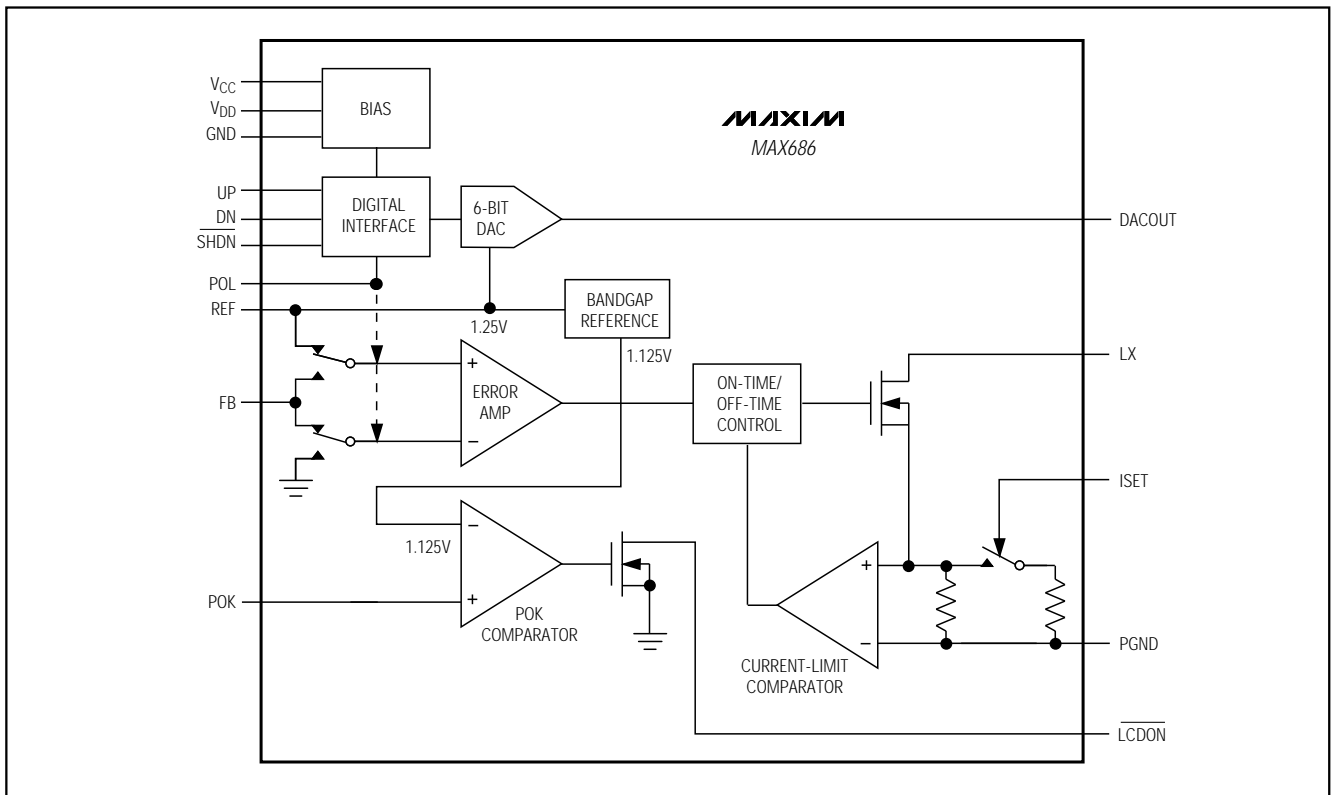 VCC
VDD
GND
UP
DN
SHDN
POL
REF
FB
POK
BIAS
DIGITAL
INTERFACE
6-BIT
DAC
MAXIM
MAX686
DACOUT
BANDGAP
REFERENCE
1.25V
1.125V
+
ERROR
AMP
−
ON-TIME/
OFF-TIME
CONTROL
LX
ISET
−
1.125V
+
POK
COMPARATOR
+
−
CURRENT-LIMIT
COMPARATOR
PGND
LCDON